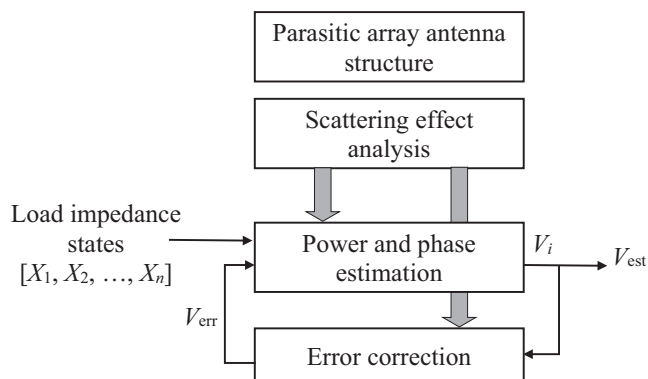 Parasitic array antenna
structure
Scattering effect
analysis
Load impedance
states
[X1, X2, …, Xn]
Power and phase
estimation
Vi
Vest
Verr
Error correction